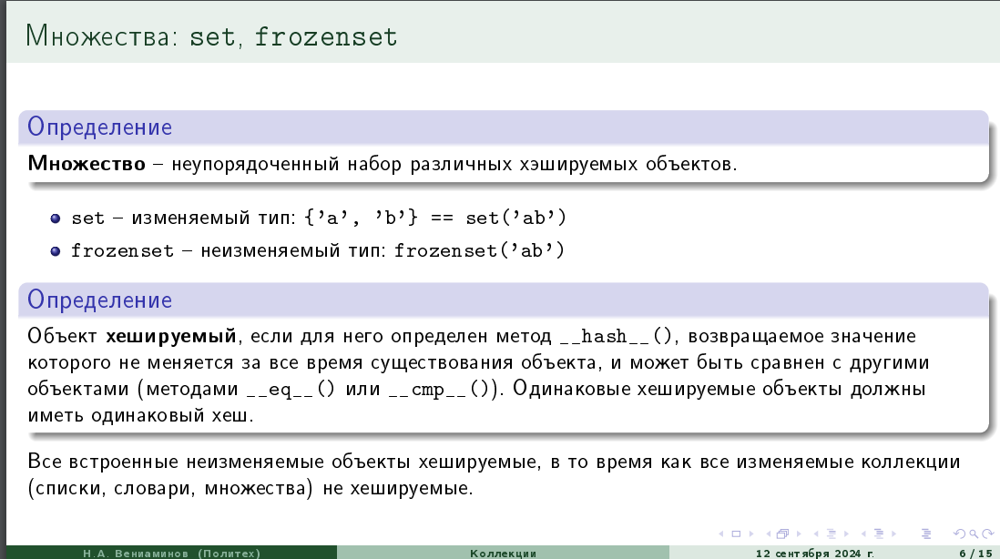 Множества: set, frozenset
Определение
Множество – неупорядоченный набор различных хэшируемых объектов.
set – изменяемый тип: {'a', 'b'} == set('ab')
frozenset – неизменяемый тип: frozenset('ab')
Определение
Объект хешируемый, если для него определен метод __hash__(), возвращаемое значение
которого не меняется за все время существования объекта, и может быть сравнен с другими
объектами (методами __eq__() или __cmp__()). Одинаковые хешируемые объекты должны
иметь одинаковый хеш.
Все встроенные неизменяемые объекты хешируемые, в то время как все изменяемые коллекции
(списки, словари, множества) не хешируемые.
Н.А. Вениаминов (Политех) Коллекции 12 сентября 2024 г. 6 / 15